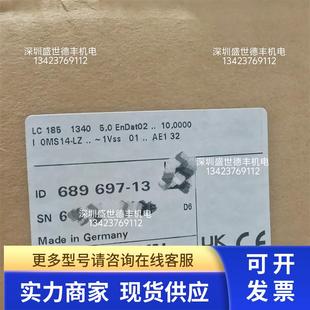 深圳盛世德丰机电
13423769112
深圳盛世德丰机电
13423769112
LC 185 1340 5,0 EnDat02 .. 10,0000
I 0MS14-LZ .. ~1Vss 01 .. AE1 32
ID 689 697-13
SN 6
深圳盛世德丰机电
13423769112
D6
Made in Germany
UK CE
更多型号请咨询在线客服
实力商家 现货供应
可开
发票